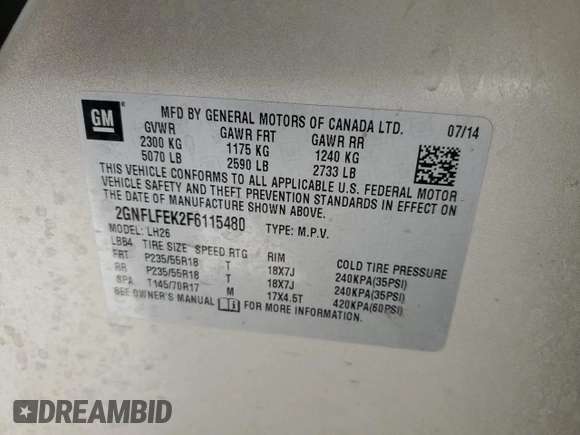 GM
MFD BY GENERAL MOTORS OF CANADA LTD. 07/14
GVWR GAWR FRT GAWR RR
2300 KG 1175 KG 1240 KG
5070 LB 2590 LB 2733 LB
THIS VEHICLE CONFORMS TO ALL APPLICABLE U.S. FEDERAL MOTOR
VEHICLE SAFETY AND THEFT PREVENTION STANDARDS IN EFFECT ON
THE DATE OF MANUFACTURE SHOWN ABOVE.
2GNFLFEK2F6115480 TYPE: M.P.V.
MODEL: LH26
LBB4 TIRE SIZE SPEED RTG RIM COLD TIRE PRESSURE
FRT P235/55R18 T 18X7J 240KPA(35PSI)
RR P235/55R18 T 18X7J 240KPA(35PSI)
SPA T145/70R17 M 17X4.5T 420KPA(60PSI)
SEE OWNER'S MANUAL FOR MORE INFORMATION.
DREAMBID